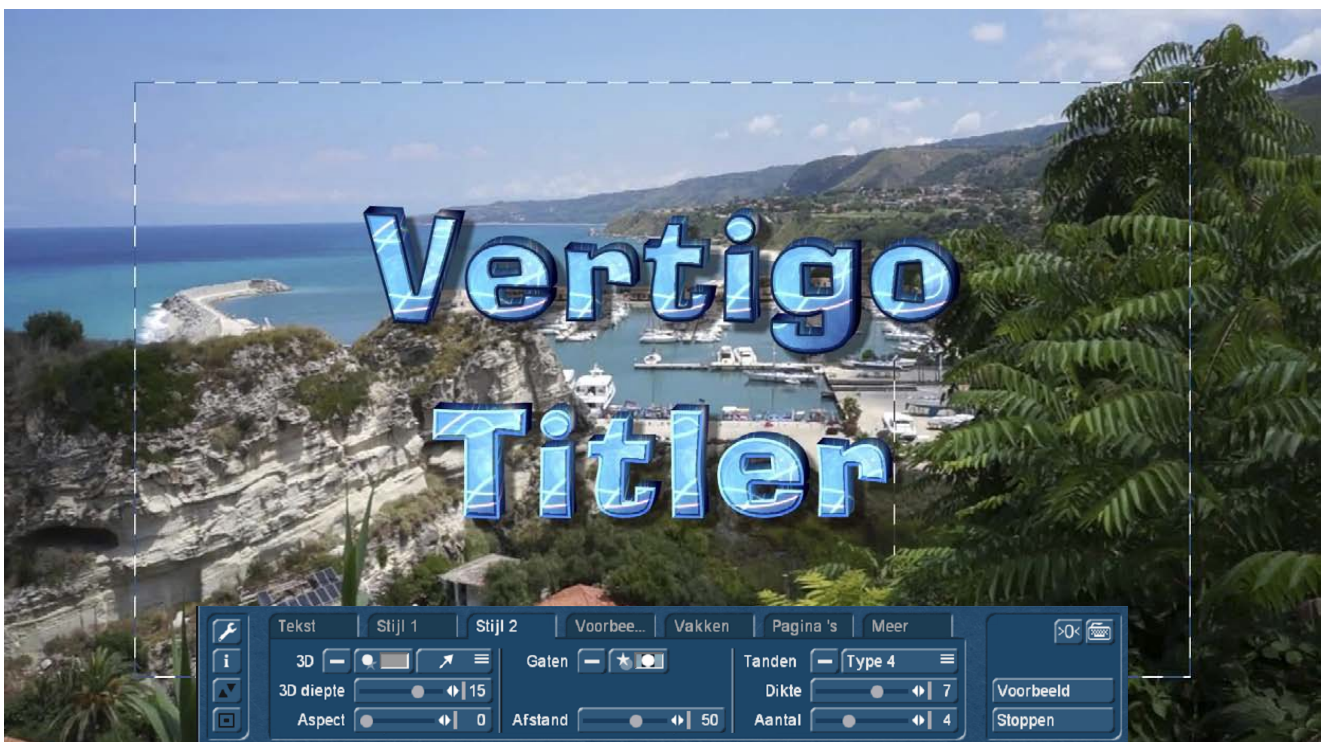 Vertigo
Titler
Tekst Stijl 1 Stijl 2 Voorbee... Vakken Pagina 's Meer >0<
3D Gaten Tanden Type 4
3D diepte 15 Dikte 7 Voorbeeld
Aspect 0 Afstand 50 Aantal 4 Stoppen